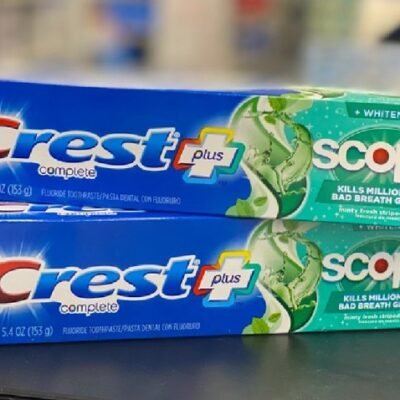 Crest
complete
plus
OZ (153 g)
FLUORIDE TOOTHPASTE/PASTA DENTAL CON FLUORURO
+ WHITEN
SCOP
KILLS MILLION
BAD BREATH G
minty fresh stripe
Crest
complete
plus
5.4 OZ (153 g)
FLUORIDE TOOTHPASTE/PASTA DENTAL CON FLUORURO
SCOP
KILLS MILLION
BAD BREATH G
minty fresh striped